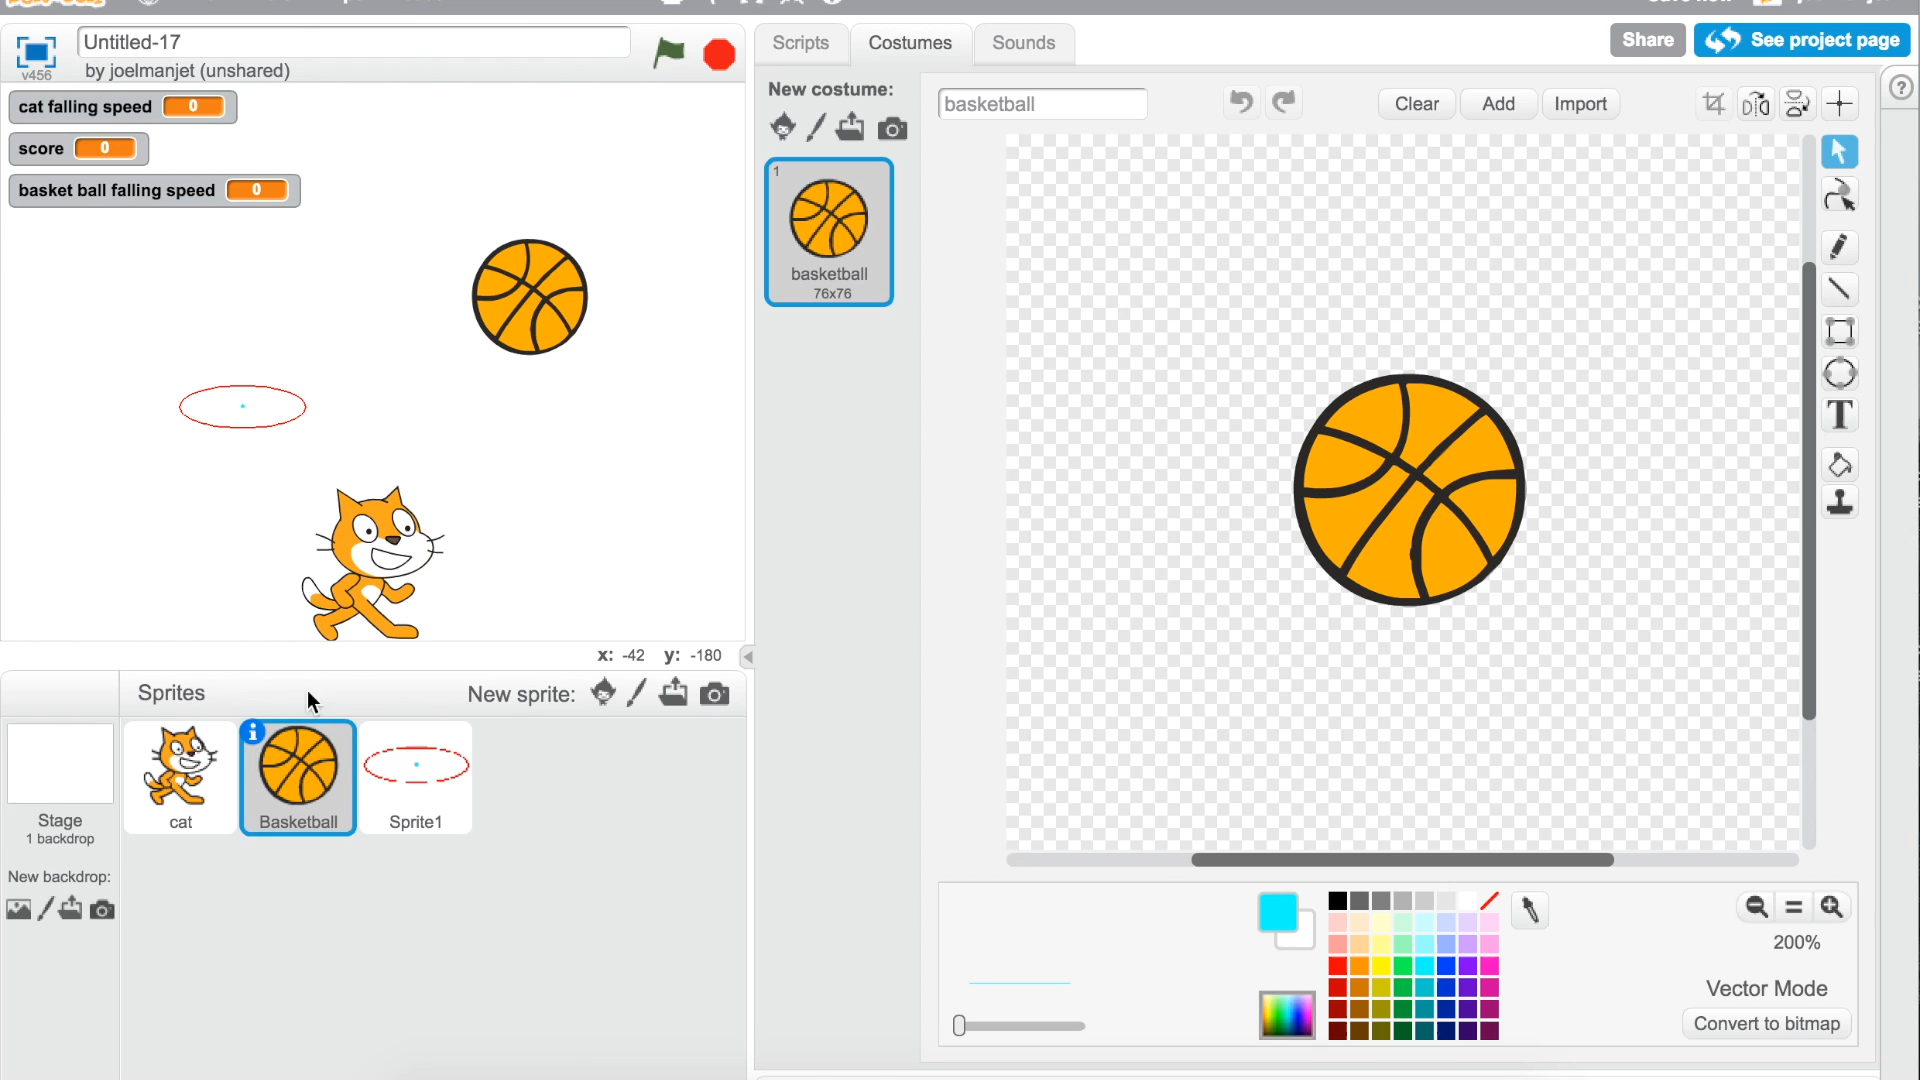 Untitled-17
v456
by joelmanjet (unshared)
Scripts
Costumes
Sounds
Share
See project page
cat falling speed 0
score 0
basket ball falling speed 0
New costume:
basketball
Clear
Add
Import
1
basketball
76x76
T
x: -42 y: -180
Sprites
New sprite:
Stage
1 backdrop
New backdrop:
cat
Basketball
Sprite1
200%
Vector Mode
Convert to bitmap